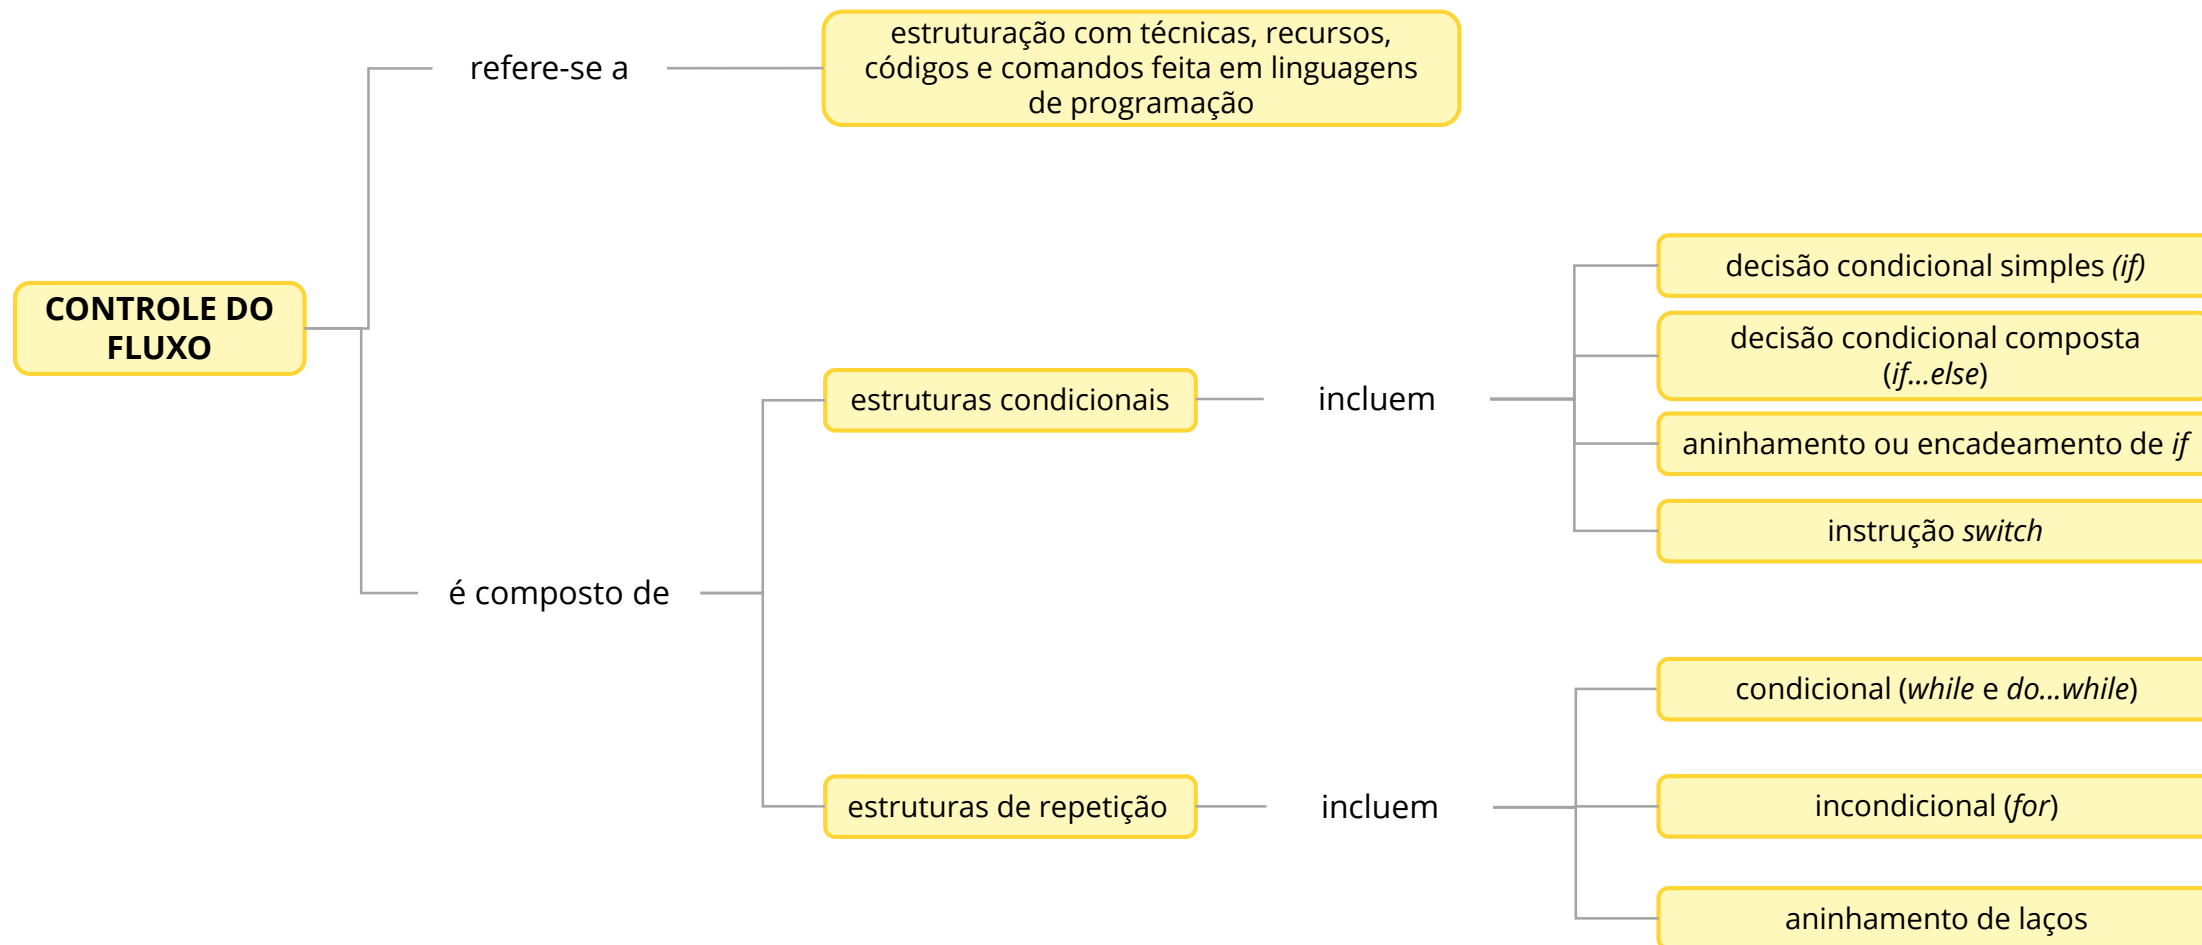 refere-se a
estruturação com técnicas, recursos,
códigos e comandos feita em linguagens
de programação
CONTROLE DO
FLUXO
é composto de
estruturas condicionais
incluem
decisão condicional simples (if)
decisão condicional composta
(if...else)
aninhamento ou encadeamento de if
instrução switch
estruturas de repetição
incluem
condicional (while e do...while)
incondicional (for)
aninhamento de laços